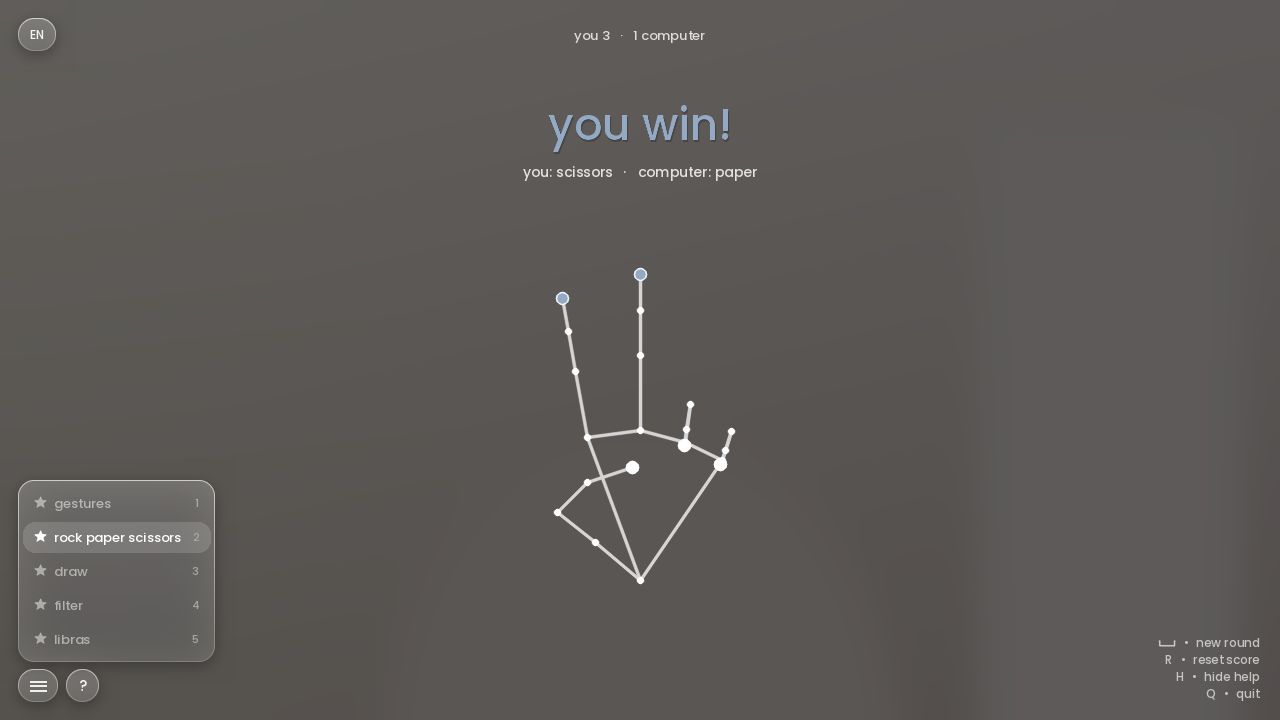 EN
you 3 · 1 computer
you win!
you: scissors · computer: paper
gestures 1
rock paper scissors 2
draw 3
filter 4
libras 5
?
• new round
R • reset score
H • hide help
Q • quit